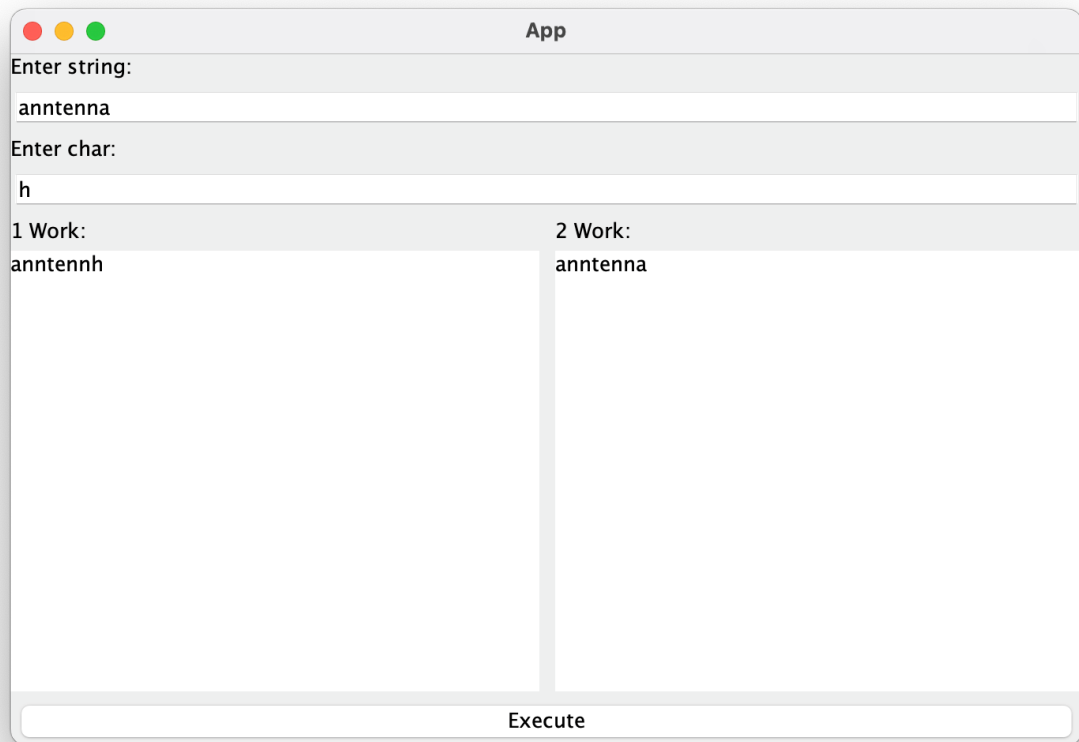 App
Enter string:
anntenna
Enter char:
h
1 Work:
2 Work:
anntennh
anntenna
Execute